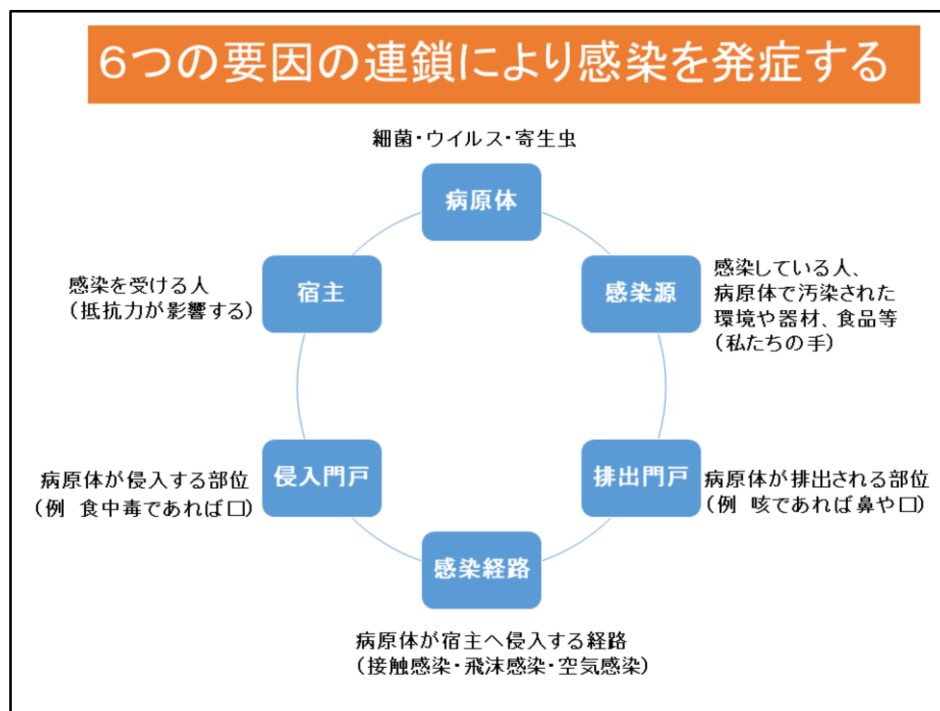 6つの要因の連鎖により感染を発症する
細菌・ウイルス・寄生虫
病原体
感染源
感染している人、
病原体で汚染された
環境や器材、食品等
(私たちの手)
排出門戸
病原体が排出される部位
(例 咳であれば鼻や口)
感染経路
病原体が宿主へ侵入する経路
(接触感染・飛沫感染・空気感染)
侵入門戸
病原体が侵入する部位
(例 食中毒であれば口)
宿主
感染を受ける人
(抵抗力が影響する)